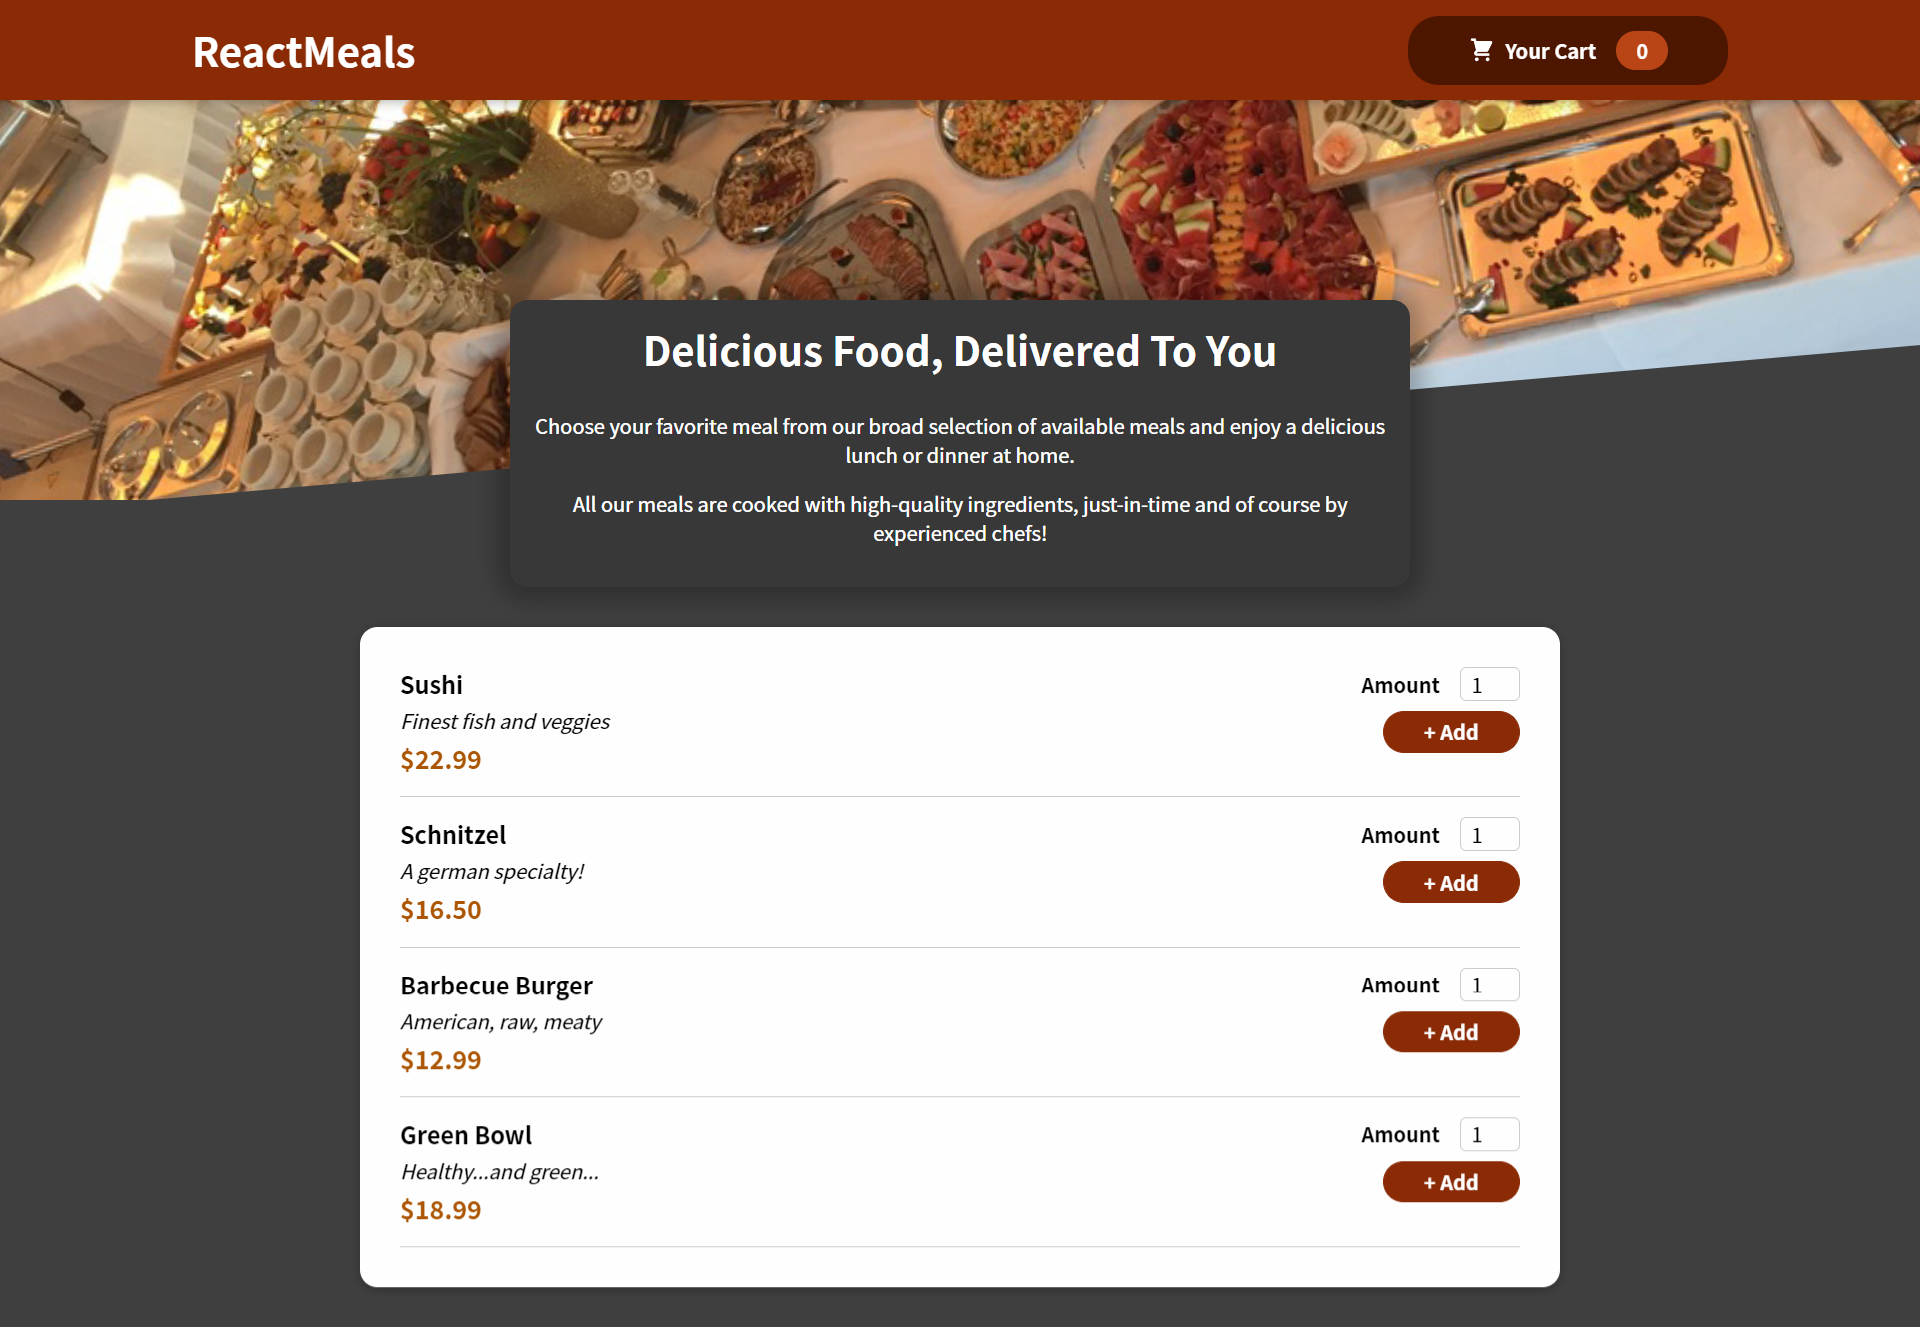 ReactMeals
Your Cart 0
Delicious Food, Delivered To You
Choose your favorite meal from our broad selection of available meals and enjoy a delicious
lunch or dinner at home.
All our meals are cooked with high-quality ingredients, just-in-time and of course by
experienced chefs!
Sushi
Finest fish and veggies
$22.99
Amount 1
+ Add
Schnitzel
A german specialty!
$16.50
Amount 1
+ Add
Barbecue Burger
American, raw, meaty
$12.99
Amount 1
+ Add
Green Bowl
Healthy...and green...
$18.99
Amount 1
+ Add